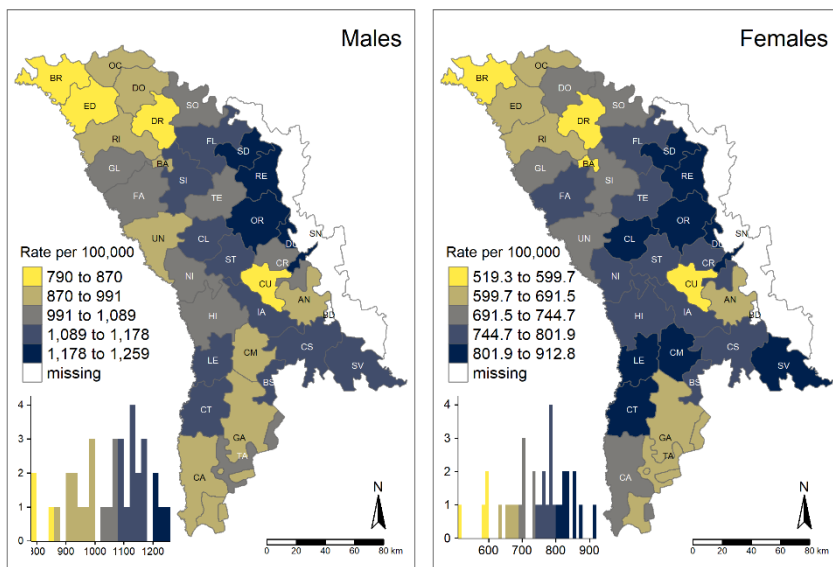 Males
OC
BR
DO
ED
SO
DR
RI
FL
SD
BA
GL
SI
RE
FA
TE
OR
UN
SN
CL
DU
ST
CR
NI
CU
AN
HI
IA
BD
CS
LE
CM
SV
BS
CT
GA
TA
CA
Rate per 100,000
790 to 870
870 to 991
991 to 1,089
1,089 to 1,178
1,178 to 1,259
missing
4
3
2
1
0
900 1000 1100 1200
N
0 20 40 60 80 km
Females
OC
BR
DO
ED
SO
DR
RI
FL
SD
BA
GL
SI
RE
FA
TE
OR
UN
SN
CL
DU
ST
CR
NI
CU
AN
HI
IA
BD
CS
LE
CM
SV
BS
CT
GA
TA
CA
Rate per 100,000
519.3 to 599.7
599.7 to 691.5
691.5 to 744.7
744.7 to 801.9
801.9 to 912.8
missing
4
3
2
1
0
600 700 800 900
N
0 20 40 60 80 km